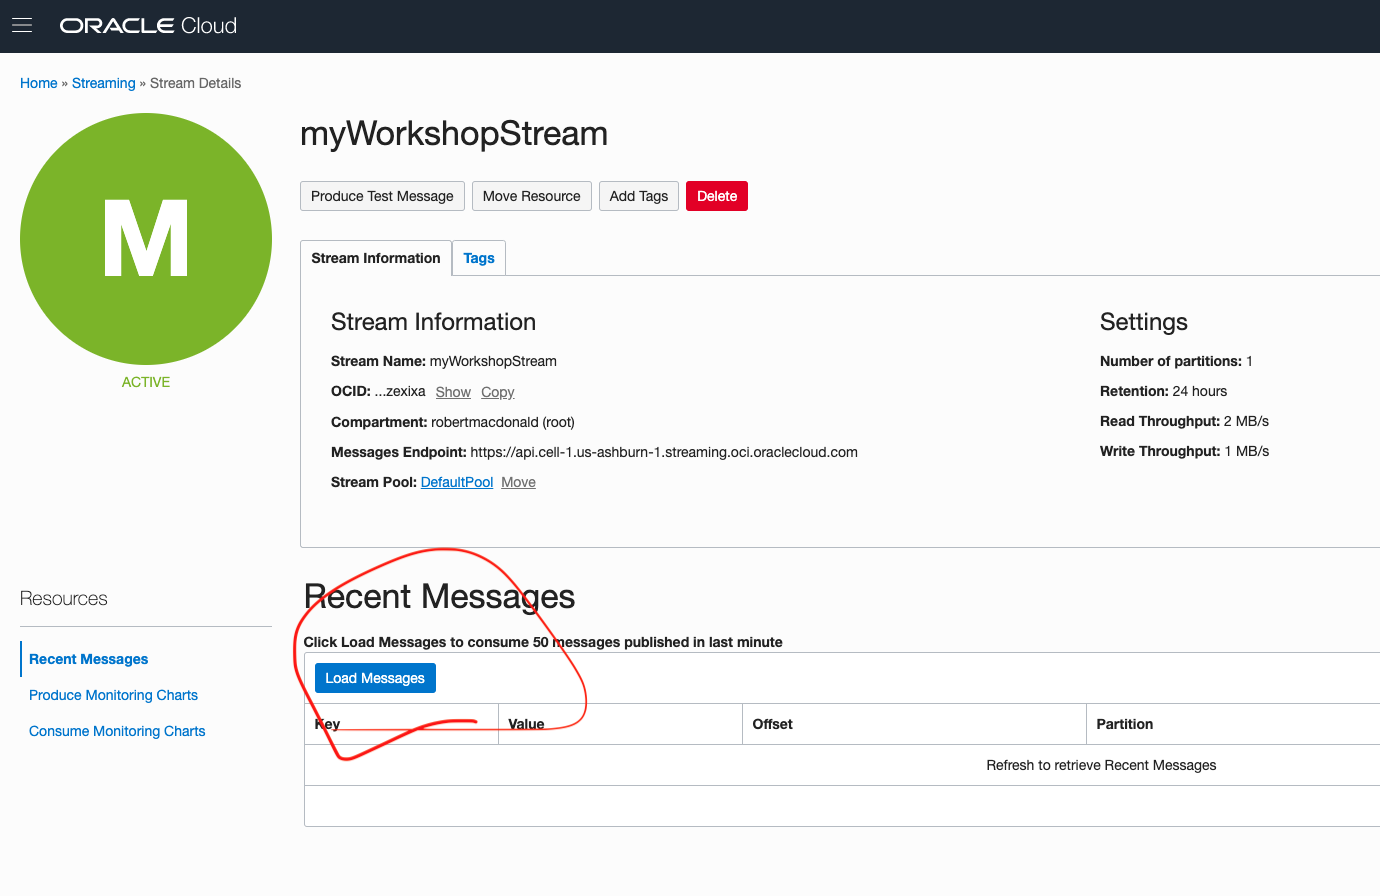 ORACLE Cloud
Home » Streaming » Stream Details
M
ACTIVE
myWorkshopStream
Produce Test Message Move Resource Add Tags Delete
Stream Information Tags
Stream Information
Stream Name: myWorkshopStream
OCID: ...zexixa Show Copy
Compartment: robertmacdonald (root)
Messages Endpoint: https://api.cell-1.us-ashburn-1.streaming.oci.oraclecloud.com
Stream Pool: DefaultPool Move
Settings
Number of partitions: 1
Retention: 24 hours
Read Throughput: 2 MB/s
Write Throughput: 1 MB/s
Resources
Recent Messages
Produce Monitoring Charts
Consume Monitoring Charts
Recent Messages
Click Load Messages to consume 50 messages published in last minute
Load Messages
Key Value Offset Partition
Refresh to retrieve Recent Messages